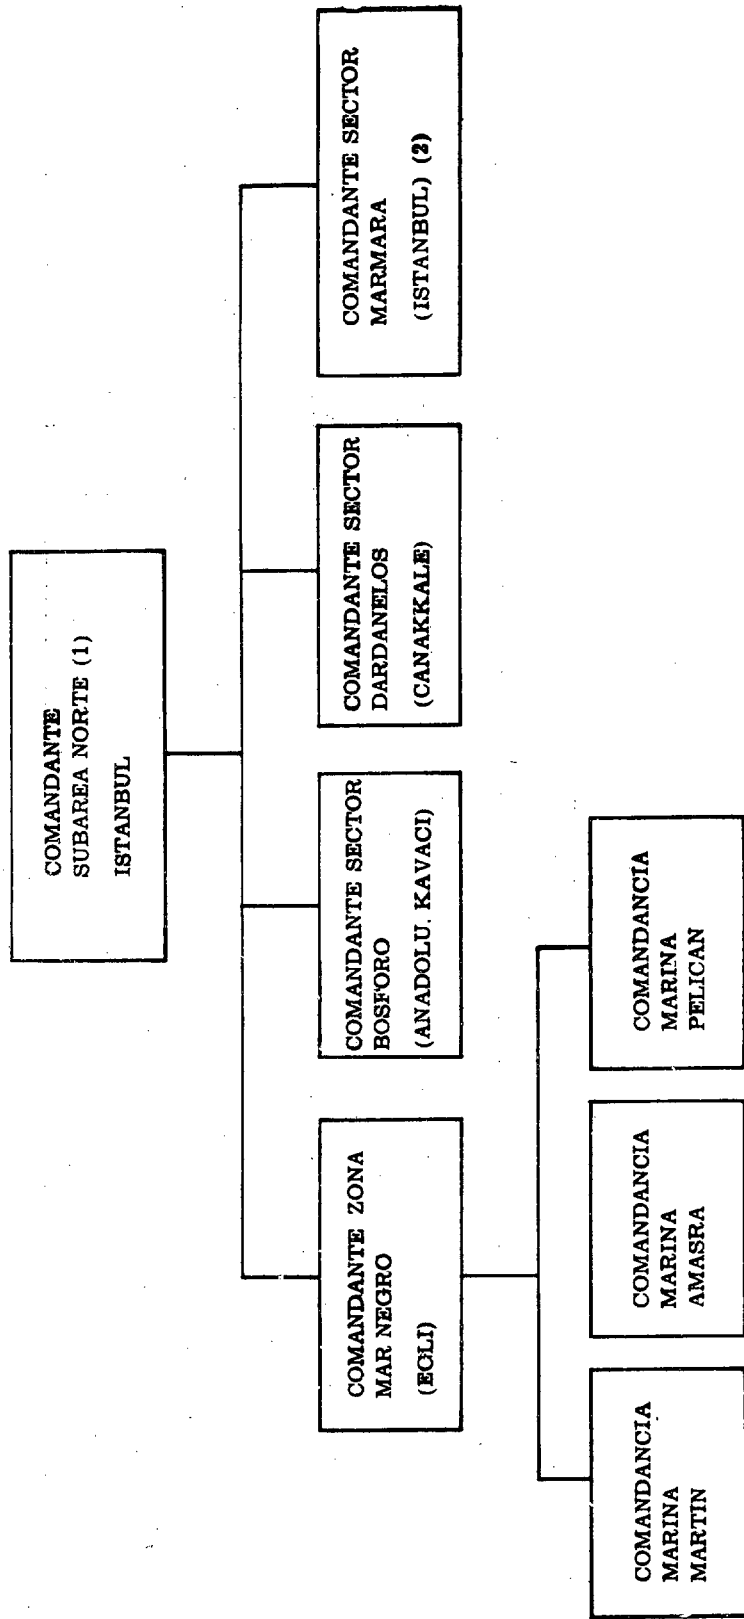 COMANDANTE
SUBAREA NORTE (1)
ISTANBUL
COMANDANTE ZONA
MAR NEGRO
(EGLI)
COMANDANTE SECTOR
BOSFORO
(ANADOLU. KAVACI)
COMANDANTE SECTOR
DARDANELOS
(CANAKKALE)
COMANDANTE SECTOR
MARMARA
(ISTANBUL) (2)
COMANDANCIA
MARINA
MARTIN
COMANDANCIA
MARINA
AMASRA
COMANDANCIA
MARINA
PELICAN